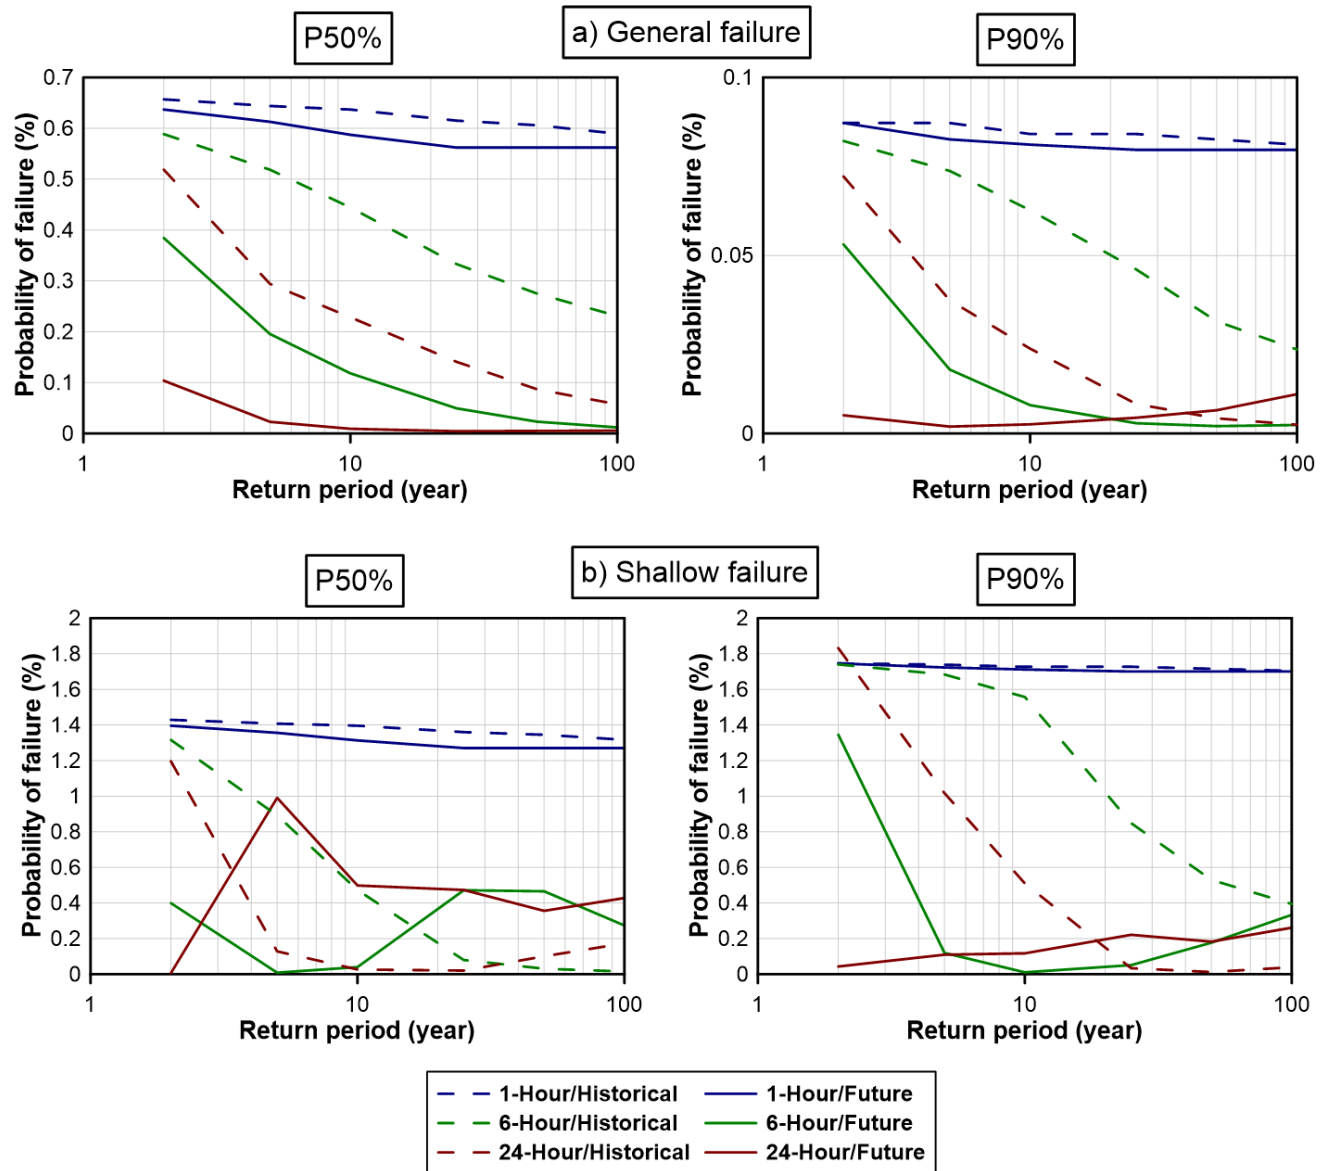 a) General failure
P50%
P90%
0.7
0.6
0.5
0.4
0.3
0.2
0.1
0
Probability of failure (%)
1
10
100
Return period (year)
0.1
0.05
0
Probability of failure (%)
1
10
100
Return period (year)
b) Shallow failure
P50%
P90%
2
1.8
1.6
1.4
1.2
1
0.8
0.6
0.4
0.2
0
Probability of failure (%)
1
10
100
Return period (year)
2
1.8
1.6
1.4
1.2
1
0.8
0.6
0.4
0.2
0
Probability of failure (%)
1
10
100
Return period (year)
1-Hour/Historical
1-Hour/Future
6-Hour/Historical
6-Hour/Future
24-Hour/Historical
24-Hour/Future